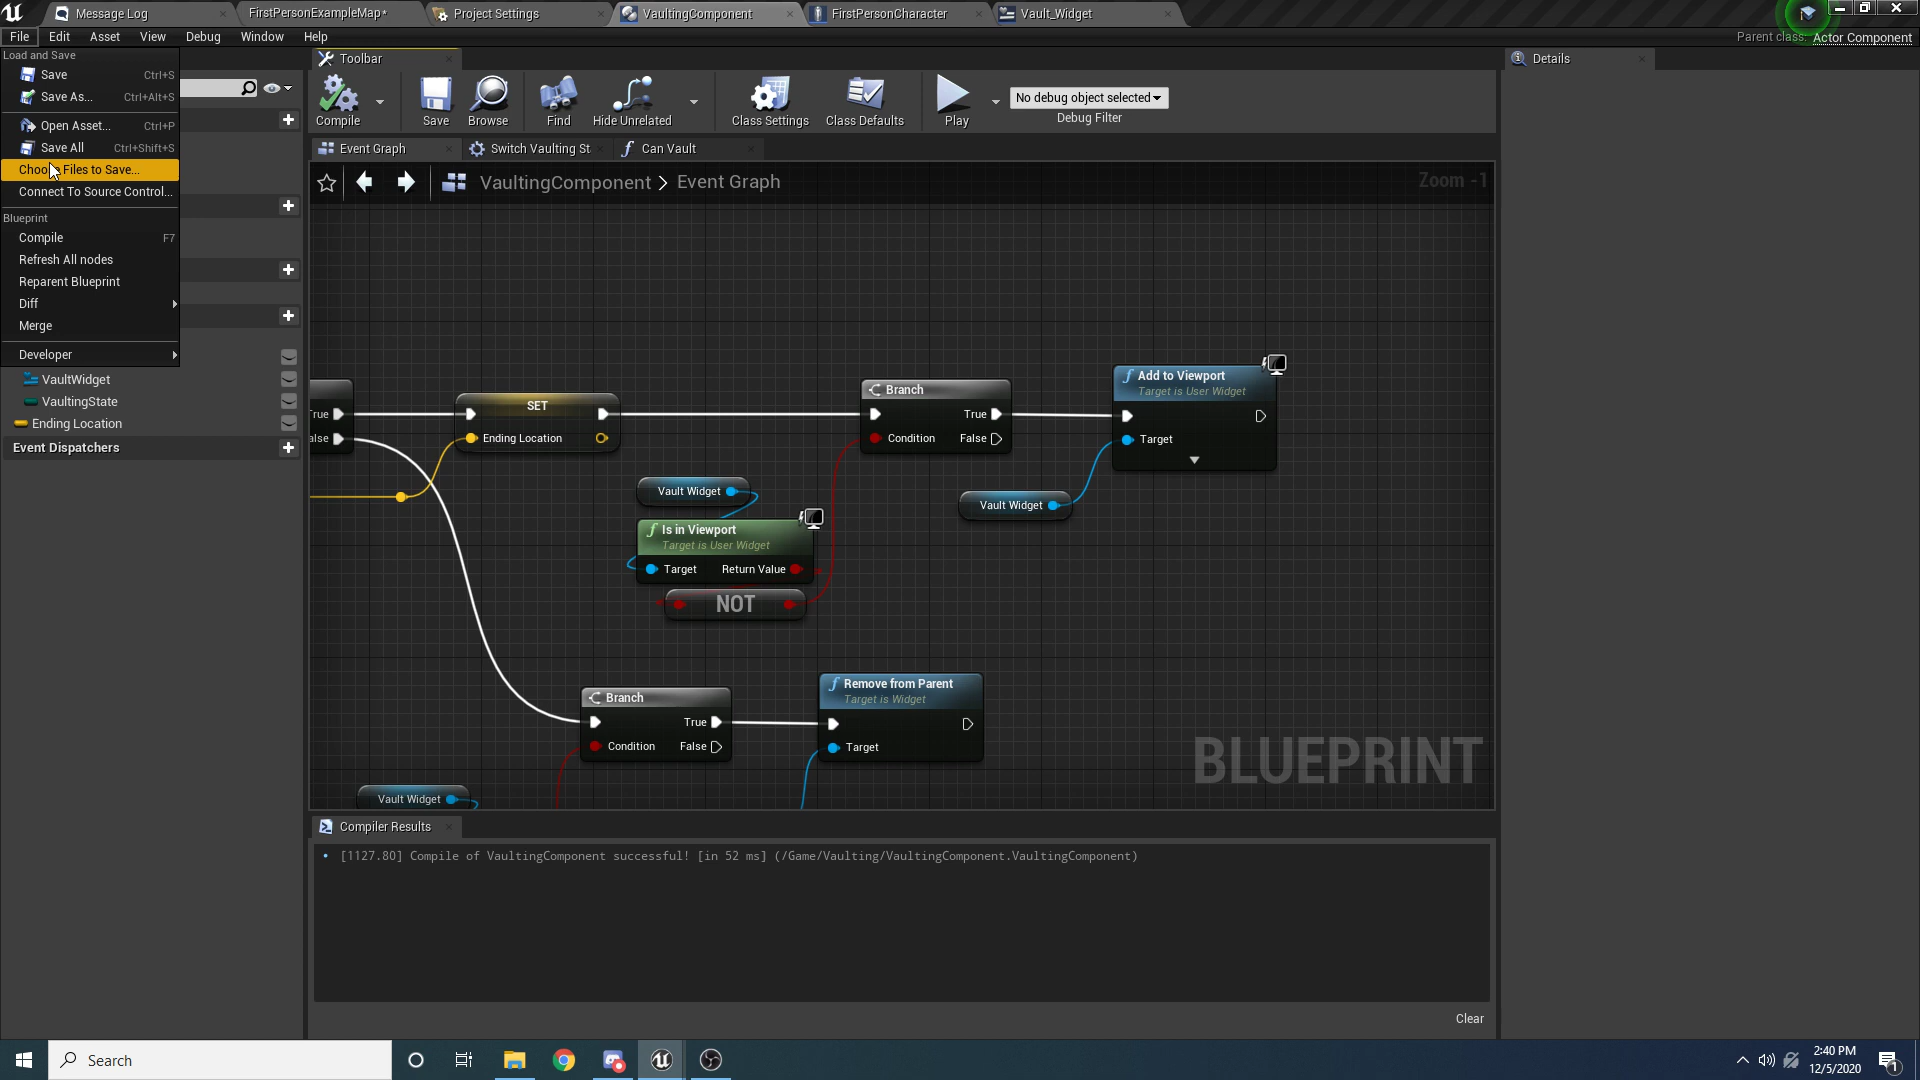 Message Log
FirstPersonExampleMap*
Project Settings
VaultingComponent
FirstPersonCharacter
Vault_Widget
File Edit Asset View Debug Window Help
Parent class: Actor Component
Load and Save
Save Ctrl+S
Save As... Ctrl+Alt+S
Open Asset... Ctrl+P
Save All Ctrl+Shift+S
Files to Save...
Connect To Source Control...
Blueprint
Compile F7
Refresh All nodes
Reparent Blueprint
Diff
Merge
Developer
VaultWidget
VaultingState
Ending Location
Event Dispatchers
Toolbar
Compile
Save
Browse
Find
Hide Unrelated
Class Settings
Class Defaults
Play
No debug object selected
Debug Filter
Event Graph
Switch Vaulting St
Can Vault
VaultingComponent > Event Graph
Zoom -1
True
alse
SET
Ending Location
Branch
True
Condition False
Add to Viewport
Target is User Widget
Target
Vault Widget
Vault Widget
Is in Viewport
Target is User Widget
Target Return Value
NOT
Branch
True
Condition False
Remove from Parent
Target is Widget
Target
Vault Widget
BLUEPRINT
Compiler Results
• [1127.80] Compile of VaultingComponent successful! [in 52 ms] (/Game/Vaulting/VaultingComponent.VaultingComponent)
Clear
Details
Search
2:40 PM
12/5/2020
1